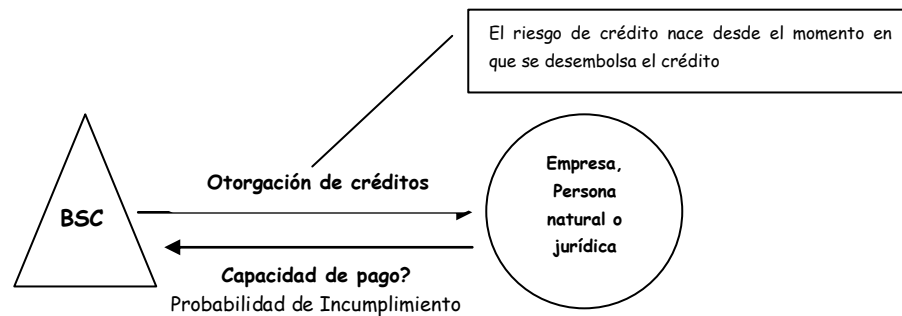 El riesgo de crédito nace desde el momento en
que se desembolsa el crédito
Otorgación de créditos
BSC
Empresa,
Persona
natural o
jurídica
Capacidad de pago?
Probabilidad de Incumplimiento